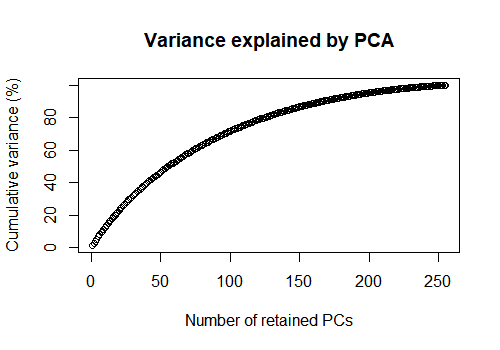 Variance explained by PCA
Cumulative variance (%)
80
60
40
20
0
0 50 100 150 200 250
Number of retained PCs